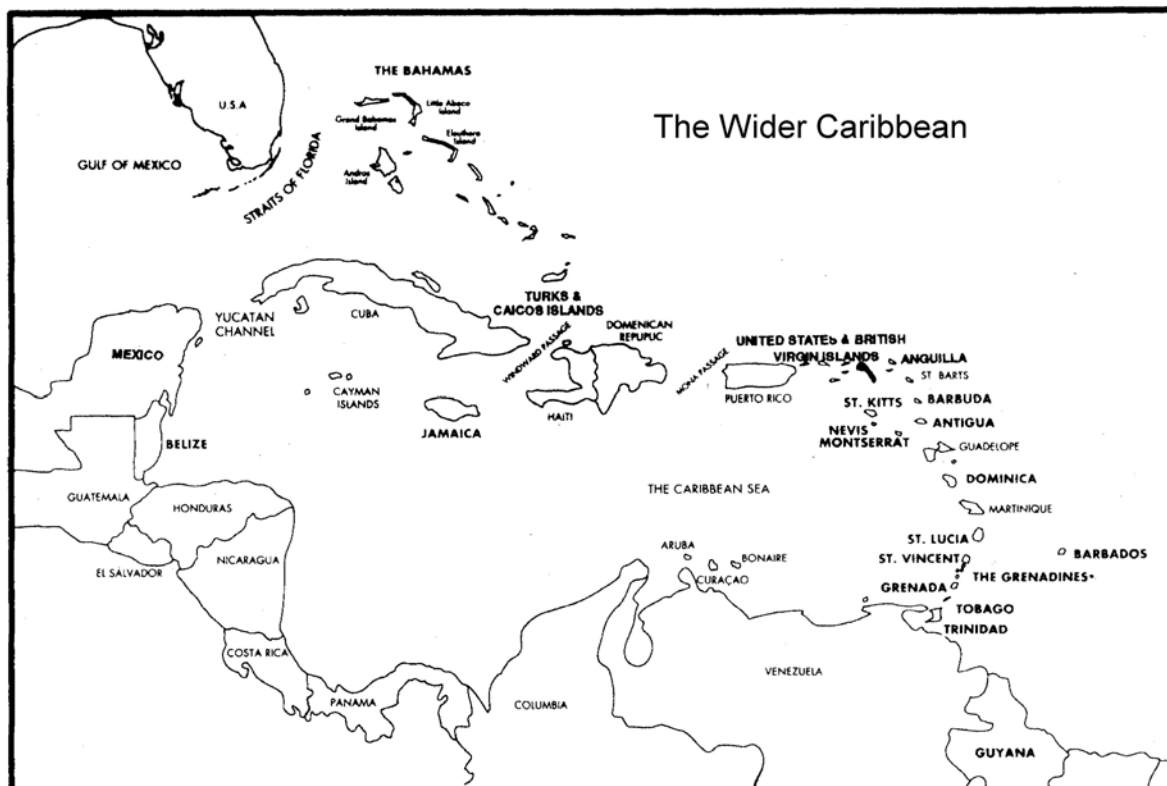 THE BAHAMAS
Little Abaco
Island
Grand Bahamas
Island
Eleuthera
Island
Andros
Island
U.S.A
The Wider Caribbean
GULF OF MEXICO
STRAITS OF FLORIDA
TURKS &
CAICOS ISLANDS
YUCATAN
CHANNEL
CUBA
MEXICO
WINDWARD PASSAGE
DOMENICAN
REPUPUC
MONA PASSAGE
UNITED STATEs & BRITISH
VIRGIN ISLANDS
ANGUILLA
ST BARTS
CAYMAN
ISLANDS
JAMAICA
HAITI
PUERTO RICO
ST. KITTS
BARBUDA
NEVIS
ANTIGUA
MONTSERRAT
GUADELOPE
BELIZE
DOMINICA
GUATEMALA
HONDURAS
THE CARIBBEAN SEA
MARTINIQUE
NICARAGUA
EL SALVADOR
ST. LUCIA
ST. VINCENT
BARBADOS
ARUBA
BONAIRE
CURAÇAO
THE GRENADINES
GRENADA
TOBAGO
TRINIDAD
COSTA RICA
PANAMA
COLUMBIA
VENEZUELA
GUYANA